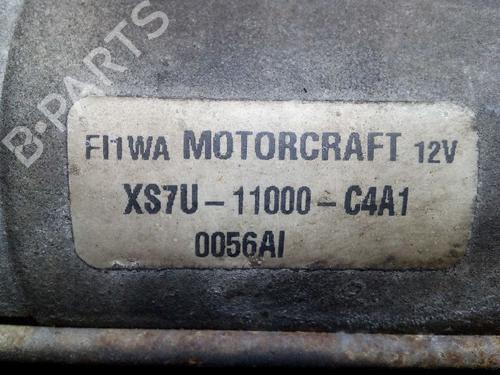 B-PARTS
FI1WA MOTORCRAFT 12V
XS7U-11000-C4A1
0056AI